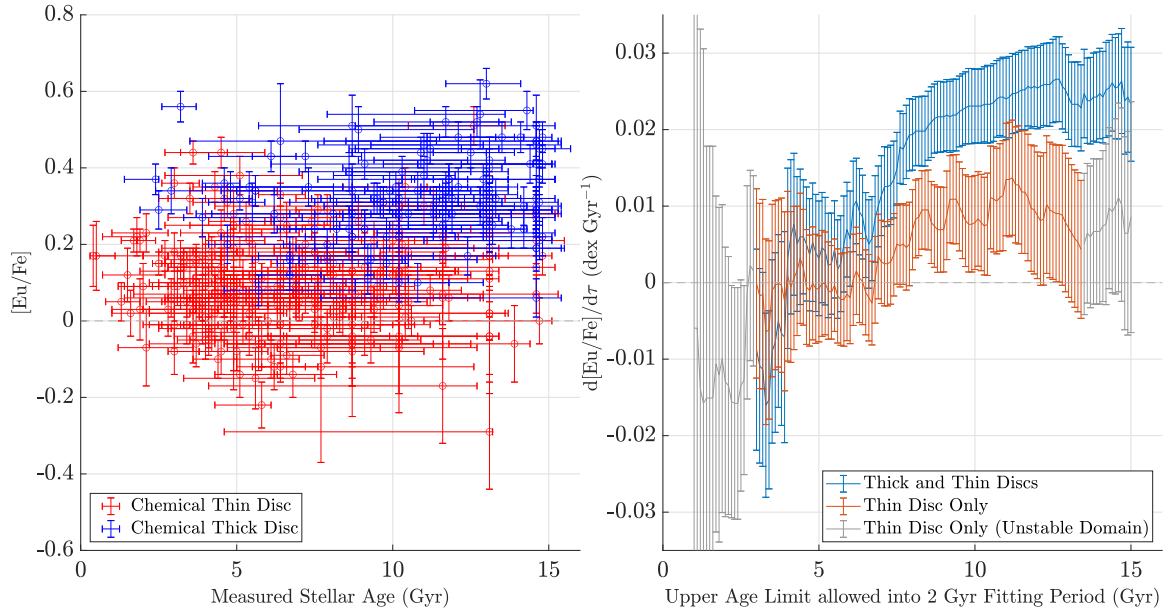 0.8
0.6
0.4
0.2
0
-0.2
-0.4
-0.6
[Eu/Fe]
0
5
10
15
Measured Stellar Age (Gyr)
Chemical Thin Disc
Chemical Thick Disc
0.03
0.02
0.01
0
-0.01
-0.02
-0.03
d[Eu/Fe]/dτ (dex Gyr⁻¹)
0
5
10
15
Upper Age Limit allowed into 2 Gyr Fitting Period (Gyr)
Thick and Thin Discs
Thin Disc Only
Thin Disc Only (Unstable Domain)